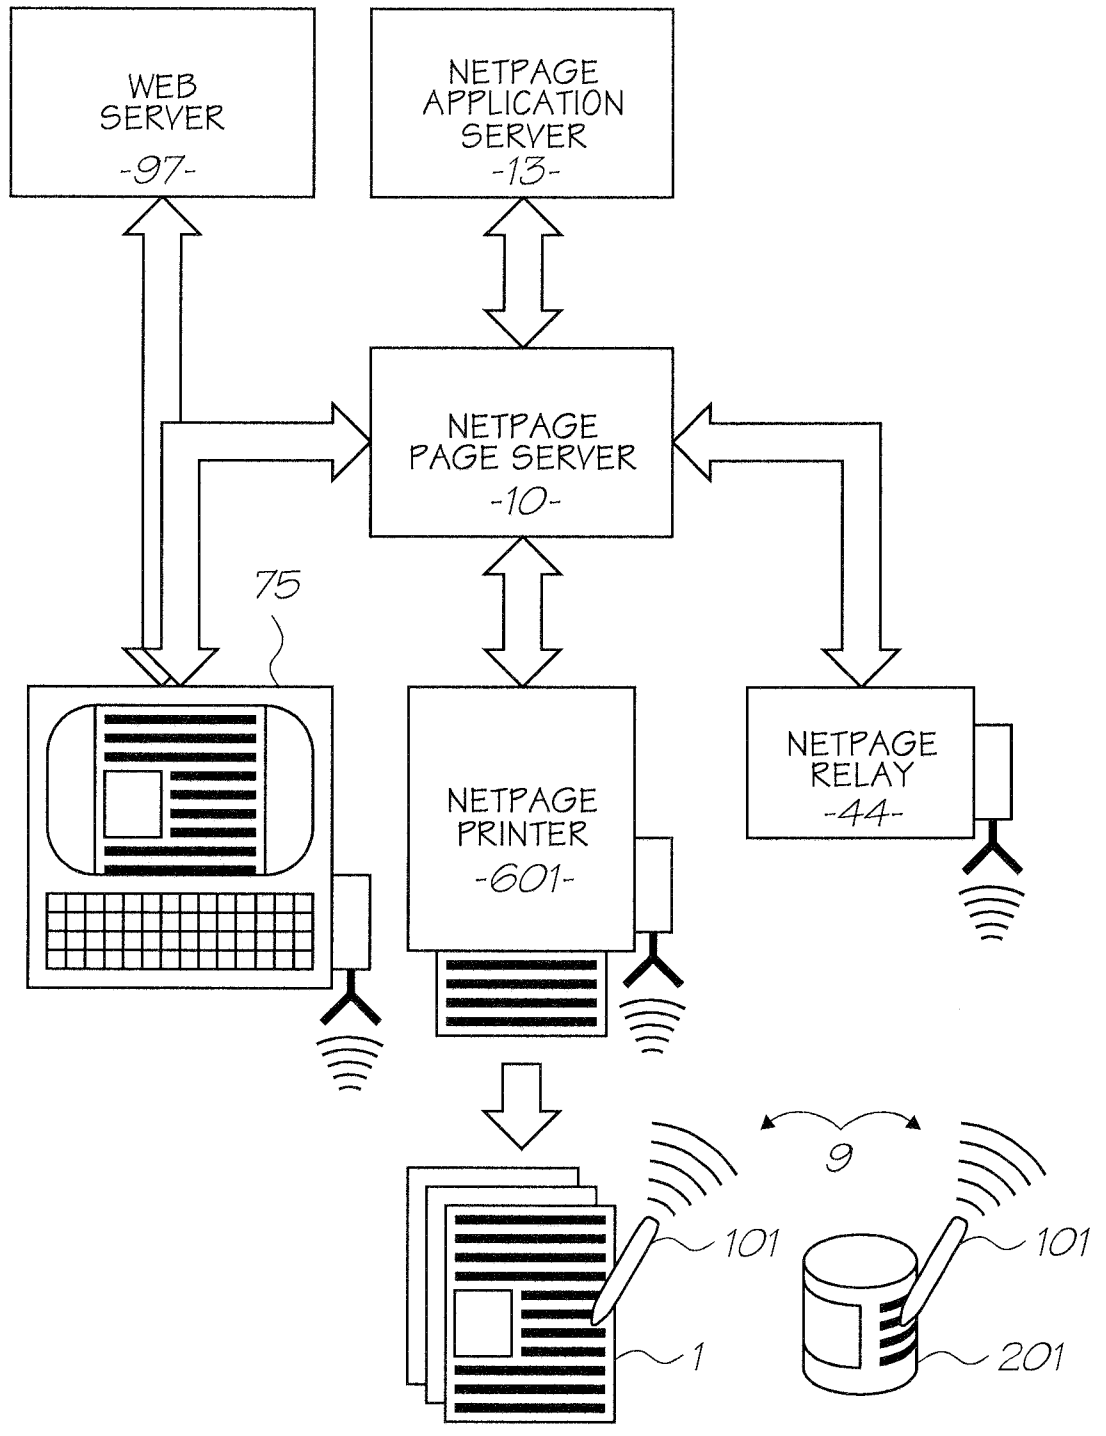 WEB
SERVER
-97-
NETPAGE
APPLICATION
SERVER
-13-
NETPAGE
PAGE SERVER
-10-
75
NETPAGE
PRINTER
-601-
NETPAGE
RELAY
-44-
9
101
101
1
201